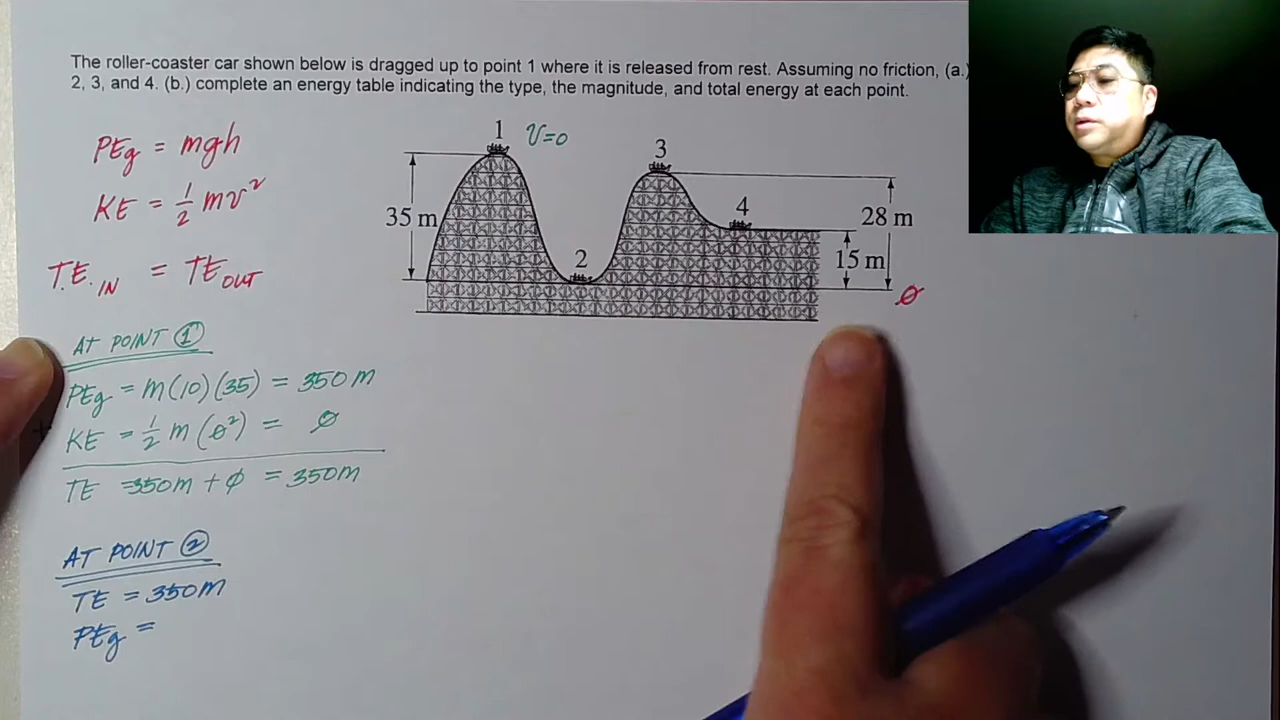 The roller-coaster car shown below is dragged up to point 1 where it is released from rest. Assuming no friction, (a.)
2, 3, and 4. (b.) complete an energy table indicating the type, the magnitude, and total energy at each point.
PEg = mgh
KE = 1/2 mv²
T.E. IN = TE OUT
1 V=0
3
4
35 m
28 m
2
15 m
Ø
AT POINT ①
PEg = m(10)(35) = 350m
KE = 1/2 m(0²) = Ø
TE = 350m + Ø = 350m
AT POINT ②
TE = 350m
PEg =